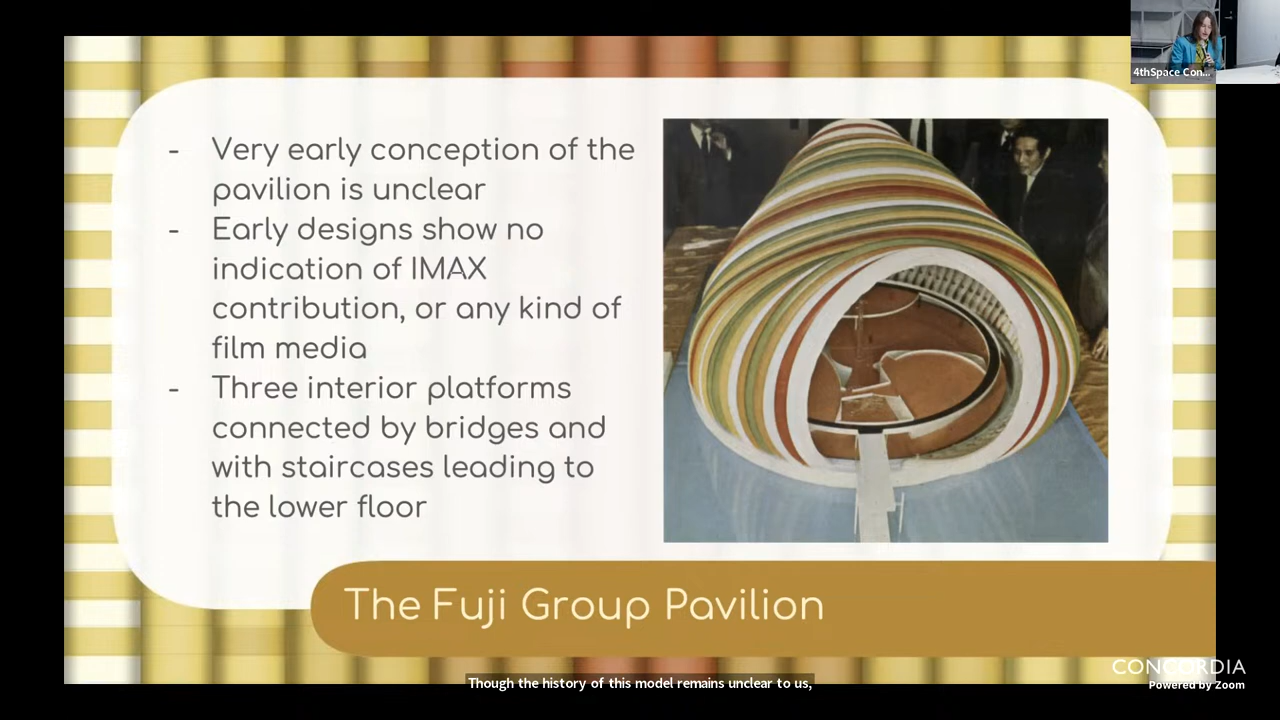 4thSpace Con...
- Very early conception of the
pavilion is unclear
- Early designs show no
indication of IMAX
contribution, or any kind of
film media
- Three interior platforms
connected by bridges and
with staircases leading to
the lower floor
The Fuji Group Pavilion
CONCORDIA
Though the history of this model remains unclear to us,
Powered by Zoom